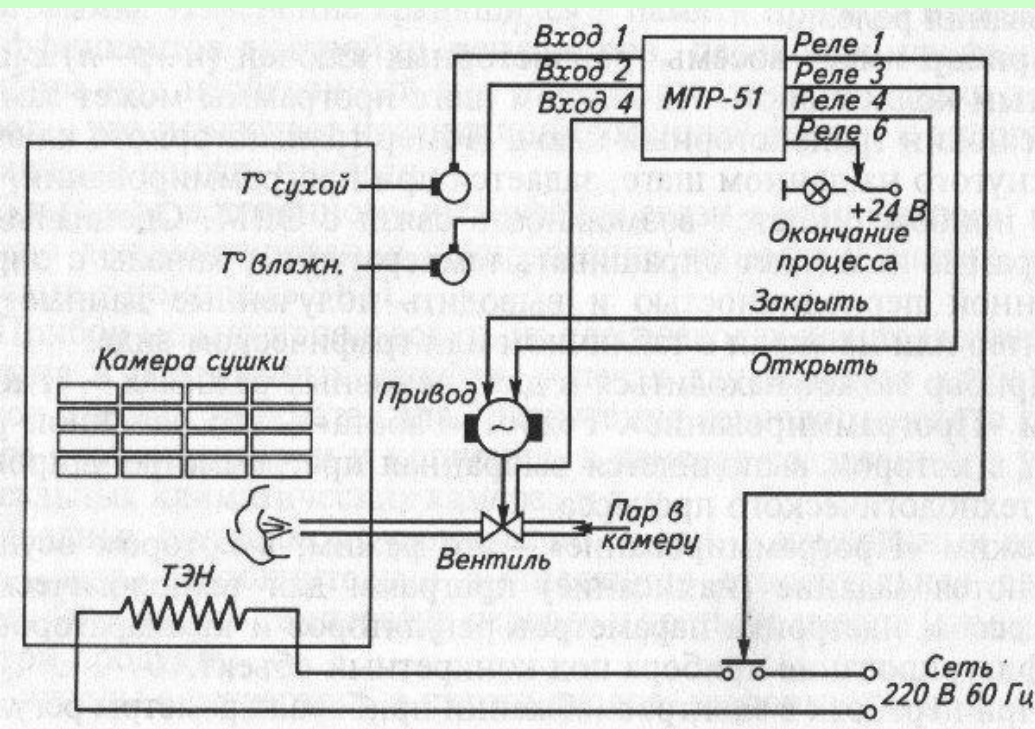 Вход 1
Вход 2
Вход 4
МПР-51
Реле 1
Реле 3
Реле 4
Реле 6
Т° сухой
+24 В
Окончание
процесса
Т° влажн.
Закрыть
Открыть
Камера сушки
Привод
Пар в
камеру
Вентиль
ТЭН
Сеть
220 В 60 Гц